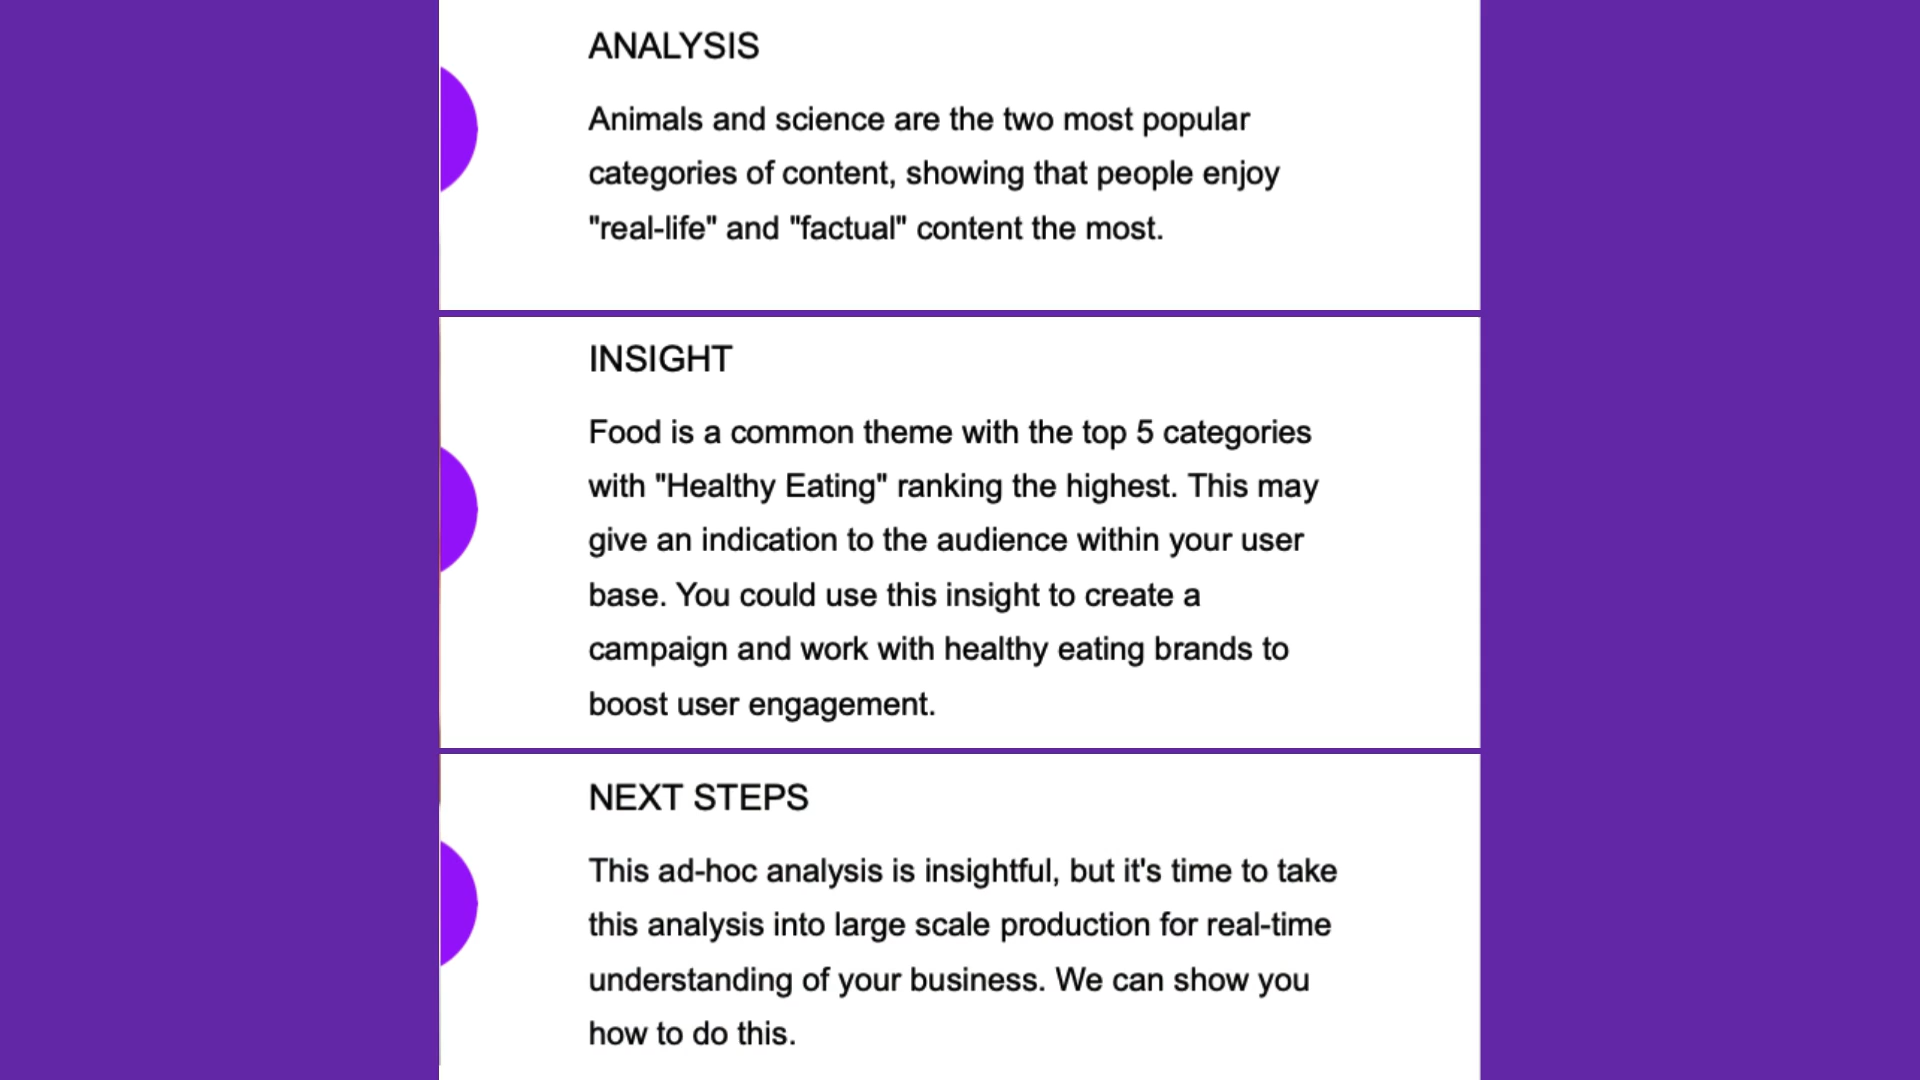 ANALYSIS
Animals and science are the two most popular
categories of content, showing that people enjoy
"real-life" and "factual" content the most.
INSIGHT
Food is a common theme with the top 5 categories
with "Healthy Eating" ranking the highest. This may
give an indication to the audience within your user
base. You could use this insight to create a
campaign and work with healthy eating brands to
boost user engagement.
NEXT STEPS
This ad-hoc analysis is insightful, but it's time to take
this analysis into large scale production for real-time
understanding of your business. We can show you
how to do this.